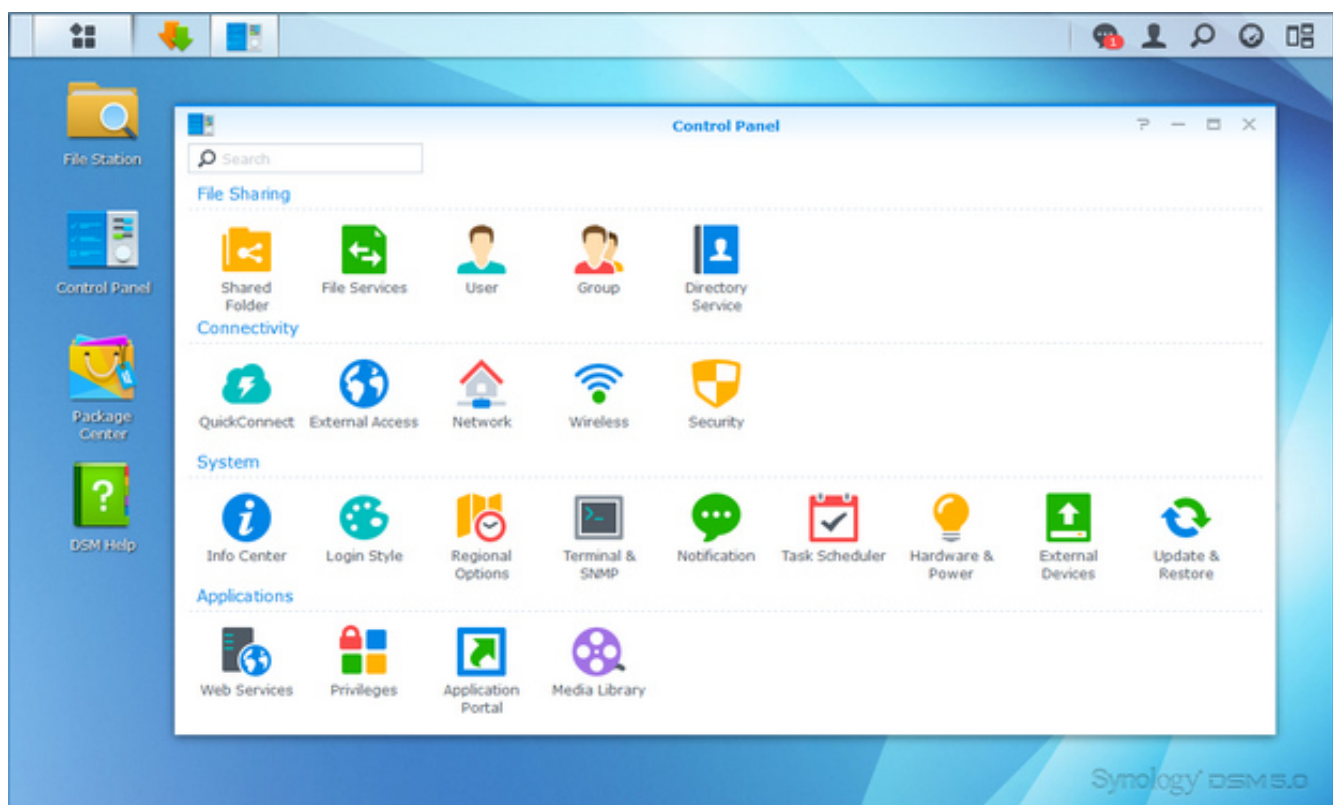 1
File Station
Control Panel
Package
Center
DSM Help
Control Panel
Search
File Sharing
Shared
Folder
File Services
User
Group
Directory
Service
Connectivity
QuickConnect
External Access
Network
Wireless
Security
System
Info Center
Login Style
Regional
Options
Terminal &
SNMP
Notification
Task Scheduler
Hardware &
Power
External
Devices
Update &
Restore
Applications
Web Services
Privileges
Application
Portal
Media Library
Synology DSM 5.0